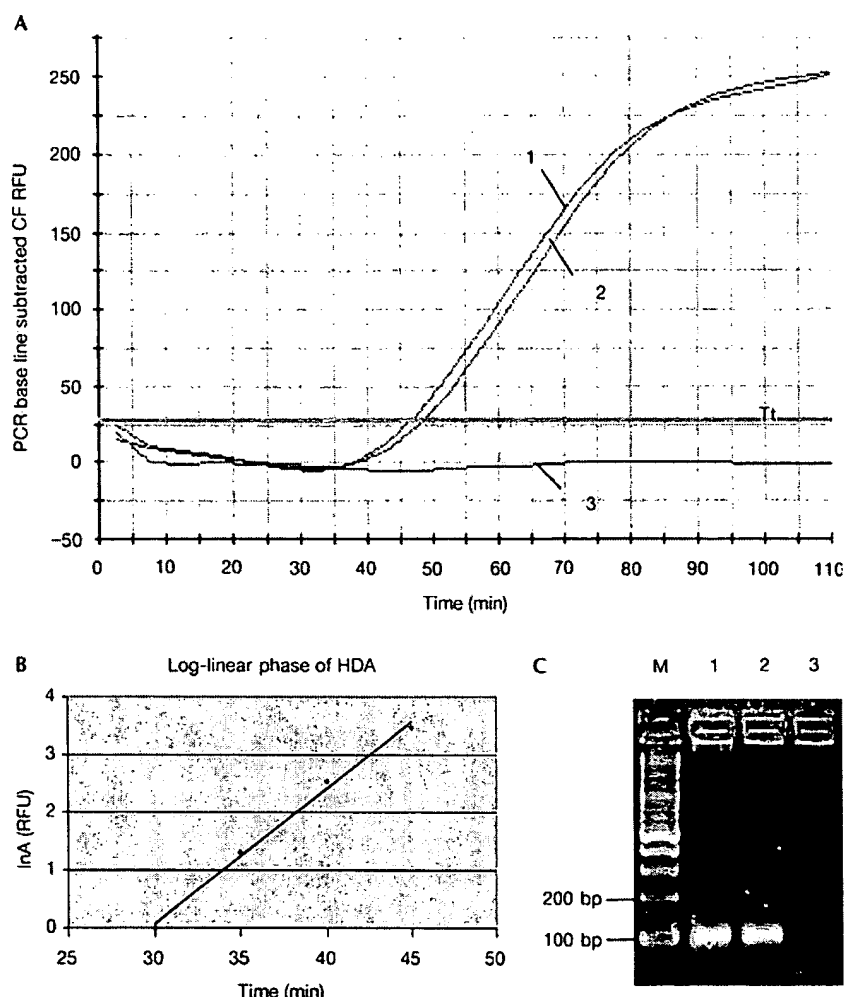 A
PCR base line subtracted CF RFU
250
200
150
100
50
0
−50
1
2
3
Tt
0 10 20 30 40 50 60 70 80 90 100 110
Time (min)
B
Log-linear phase of HDA
lnA (RFU)
4
3
2
1
0
25 30 35 40 45 50
Time (min)
C
M 1 2 3
200 bp
100 bp